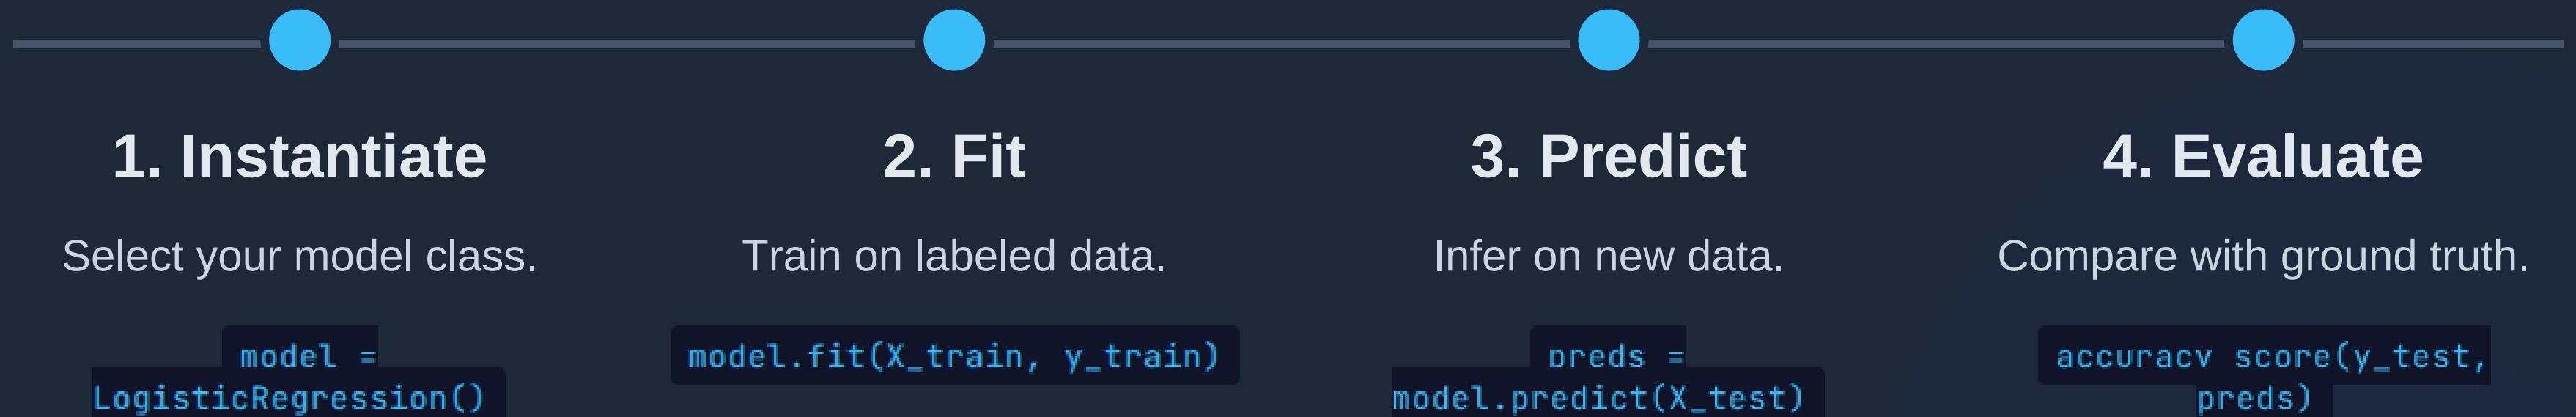 1. Instantiate
Select your model class.
model =
LogisticRegression()
2. Fit
Train on labeled data.
model.fit(X_train, y_train)
3. Predict
Infer on new data.
preds =
model.predict(X_test)
4. Evaluate
Compare with ground truth.
accuracy_score(y_test,
preds)